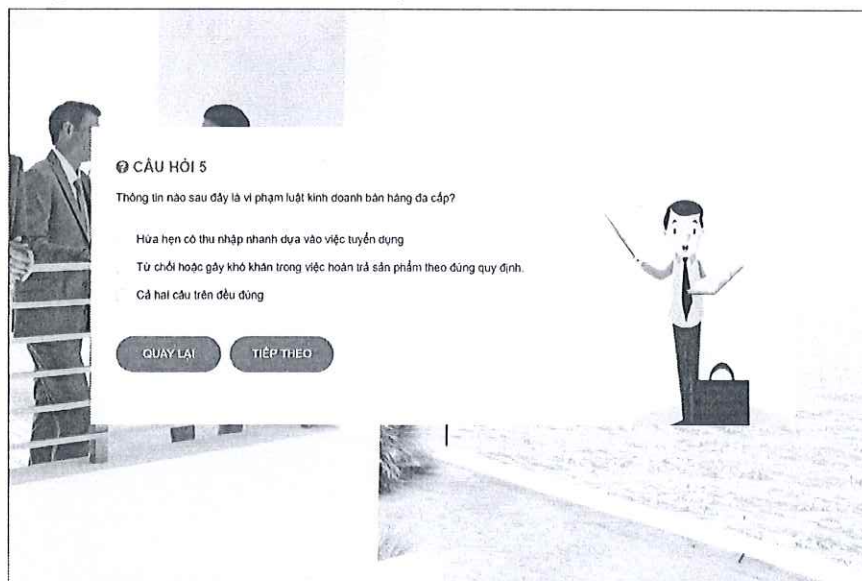 CÂU HỎI 5
Thông tin nào sau đây là vi phạm luật kinh doanh bán hàng đa cấp?
Hứa hẹn có thu nhập nhanh dựa vào việc tuyển dụng
Từ chối hoặc gây khó khăn trong việc hoàn trả sản phẩm theo đúng quy định.
Cả hai câu trên đều đúng
QUAY LẠI
TIẾP THEO